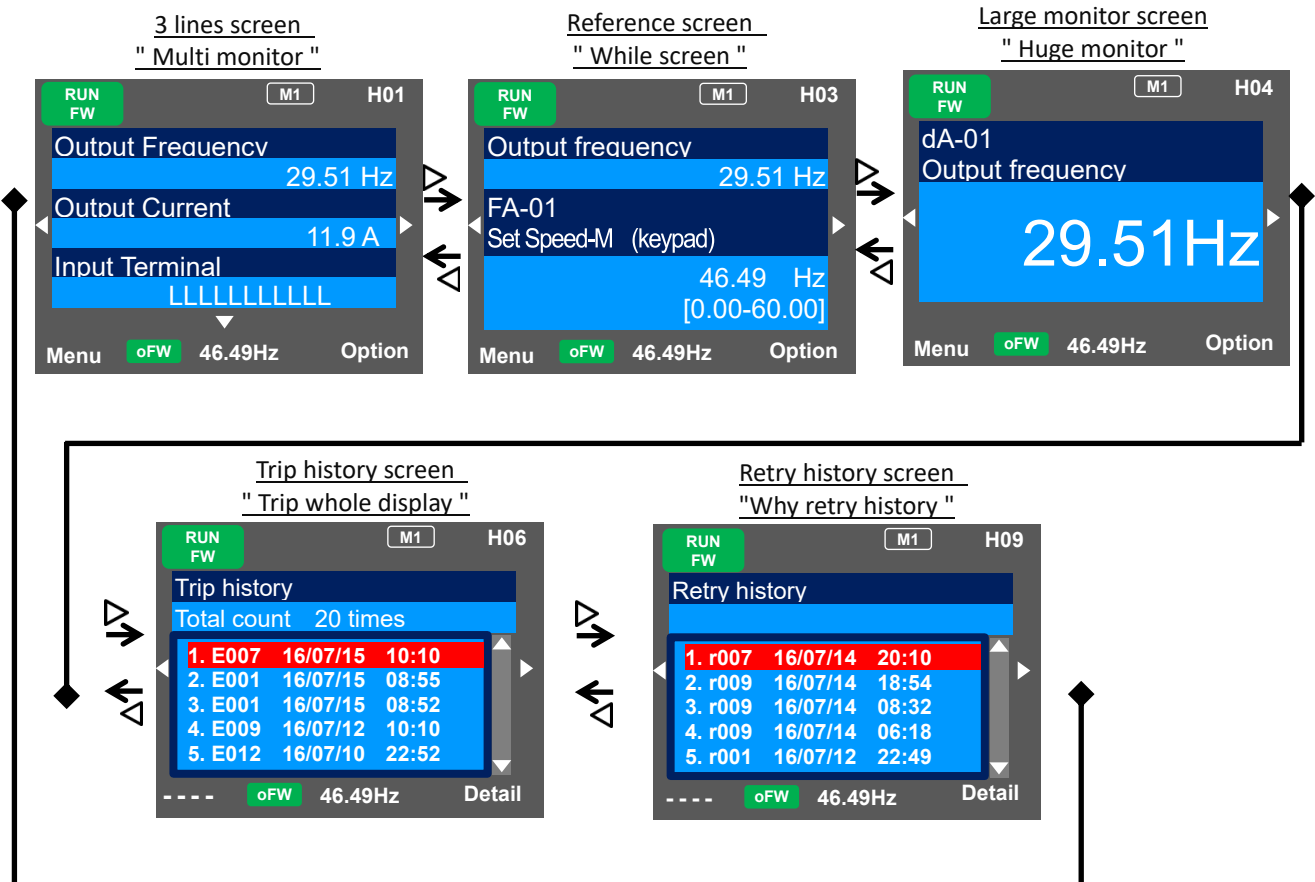 3 lines screen
" Multi monitor "
RUN
FW
M1
H01
Output Frequency
29.51 Hz
Output Current
11.9 A
Input Terminal
LLLLLLLLLLL
Menu
oFW
46.49Hz
Option
Reference screen
" While screen "
RUN
FW
M1
H03
Output frequency
29.51 Hz
FA-01
Set Speed-M (keypad)
46.49 Hz
[0.00-60.00]
Menu
oFW
46.49Hz
Option
Large monitor screen
" Huge monitor "
RUN
FW
M1
H04
dA-01
Output frequency
29.51Hz
Menu
oFW
46.49Hz
Option
Trip history screen
" Trip whole display "
RUN
FW
M1
H06
Trip history
Total count 20 times
1. E007 16/07/15 10:10
2. E001 16/07/15 08:55
3. E001 16/07/15 08:52
4. E009 16/07/12 10:10
5. E012 16/07/10 22:52
- - - -
oFW
46.49Hz
Detail
Retry history screen
"Why retry history "
RUN
FW
M1
H09
Retry history
1. r007 16/07/14 20:10
2. r009 16/07/14 18:54
3. r009 16/07/14 08:32
4. r009 16/07/14 06:18
5. r001 16/07/12 22:49
- - - -
oFW
46.49Hz
Detail